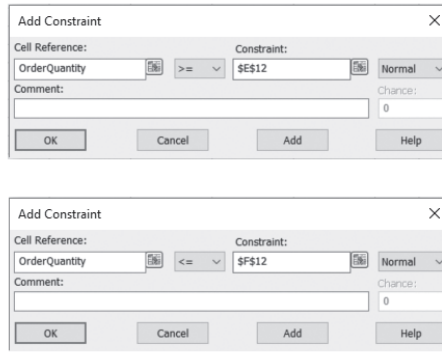 Add Constraint
Cell Reference: Constraint:
OrderQuantity >= $E$12 Normal
Comment: Chance:
0
OK Cancel Add Help
Add Constraint
Cell Reference: Constraint:
OrderQuantity <= $F$12 Normal
Comment: Chance:
0
OK Cancel Add Help